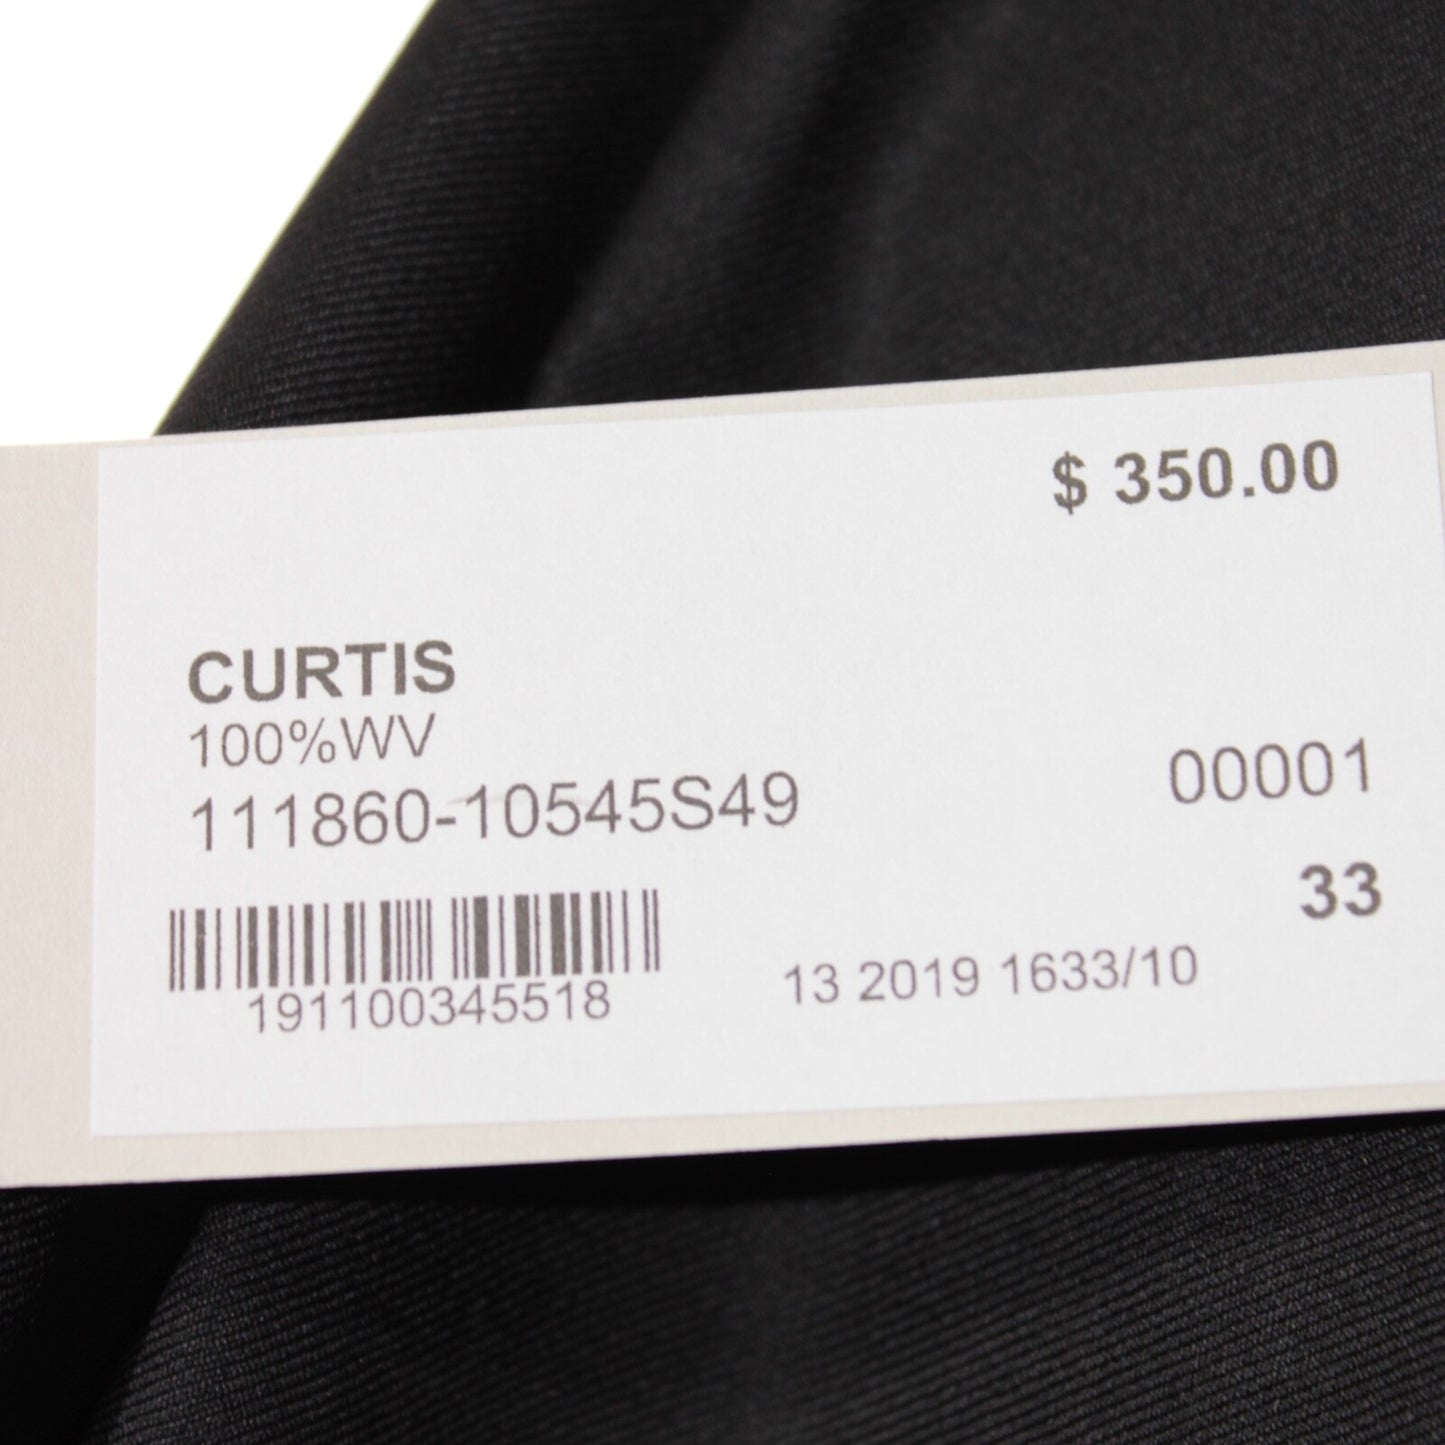 $ 350.00
CURTIS
100%WV
111860-10545S49
00001
33
191100345518
13 2019 1633/10